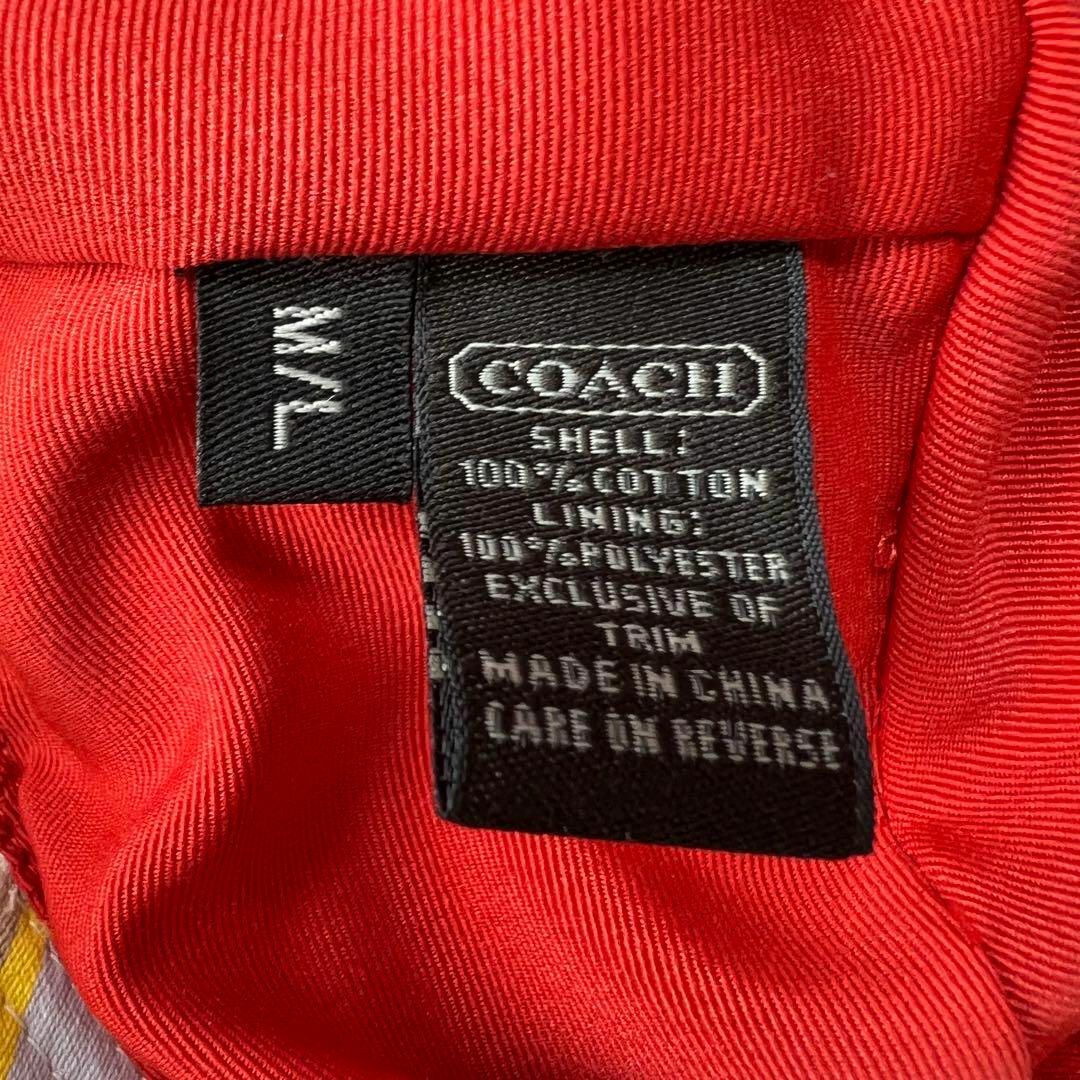 M/L
COACH
SHELL:
100% COTTON
LINING:
100% POLYESTER
EXCLUSIVE OF
TRIM
MADE IN CHINA
CARE ON REVERSE